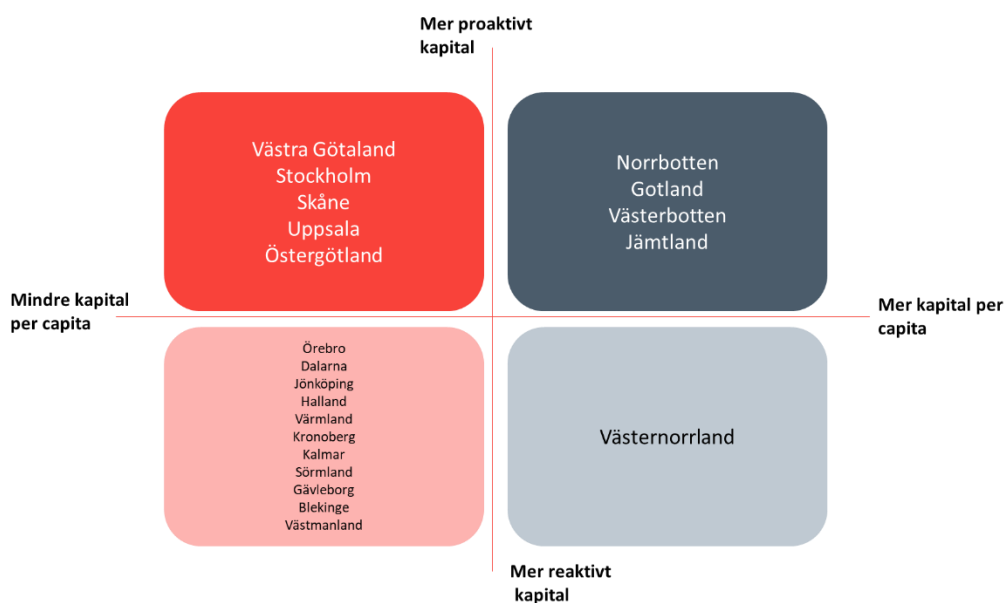 Mer proaktivt
kapital
Västra Götaland
Stockholm
Skåne
Uppsala
Östergötland
Norrbotten
Gotland
Västerbotten
Jämtland
Mindre kapital
per capita
Mer kapital per
capita
Örebro
Dalarna
Jönköping
Halland
Värmland
Kronoberg
Kalmar
Sörmland
Gävleborg
Blekinge
Västmanland
Västernorrland
Mer reaktivt
kapital